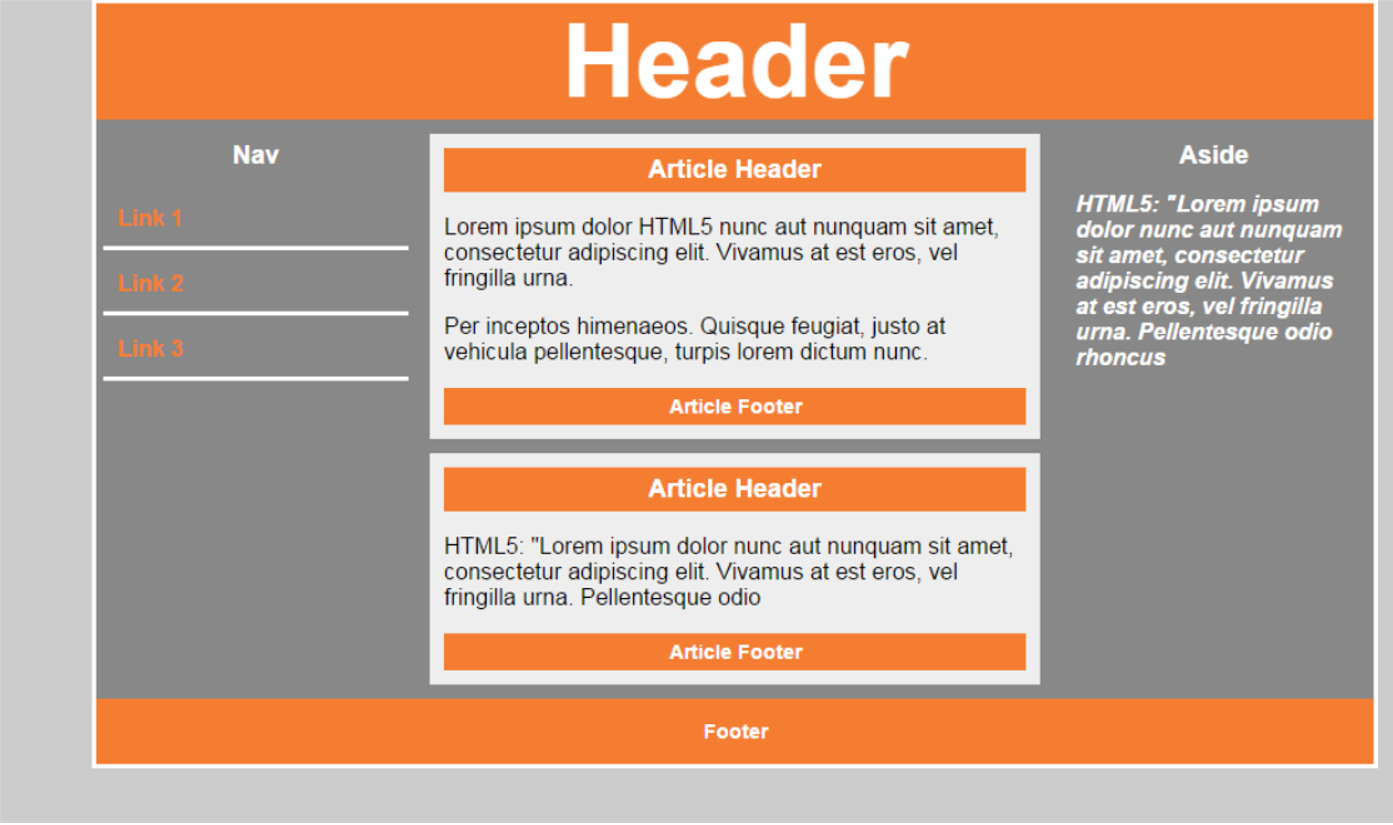 Header
Nav
Link 1
Link 2
Link 3
Article Header
Lorem ipsum dolor HTML5 nunc aut nunquam sit amet,
consectetur adipiscing elit. Vivamus at est eros, vel
fringilla urna.
Per inceptos himenaeos. Quisque feugiat, justo at
vehicula pellentesque, turpis lorem dictum nunc.
Article Footer
Article Header
HTML5: "Lorem ipsum dolor nunc aut nunquam sit amet,
consectetur adipiscing elit. Vivamus at est eros, vel
fringilla urna. Pellentesque odio
Article Footer
Aside
HTML5: "Lorem ipsum
dolor nunc aut nunquam
sit amet, consectetur
adipiscing elit. Vivamus
at est eros, vel fringilla
urna. Pellentesque odio
rhoncus
Footer